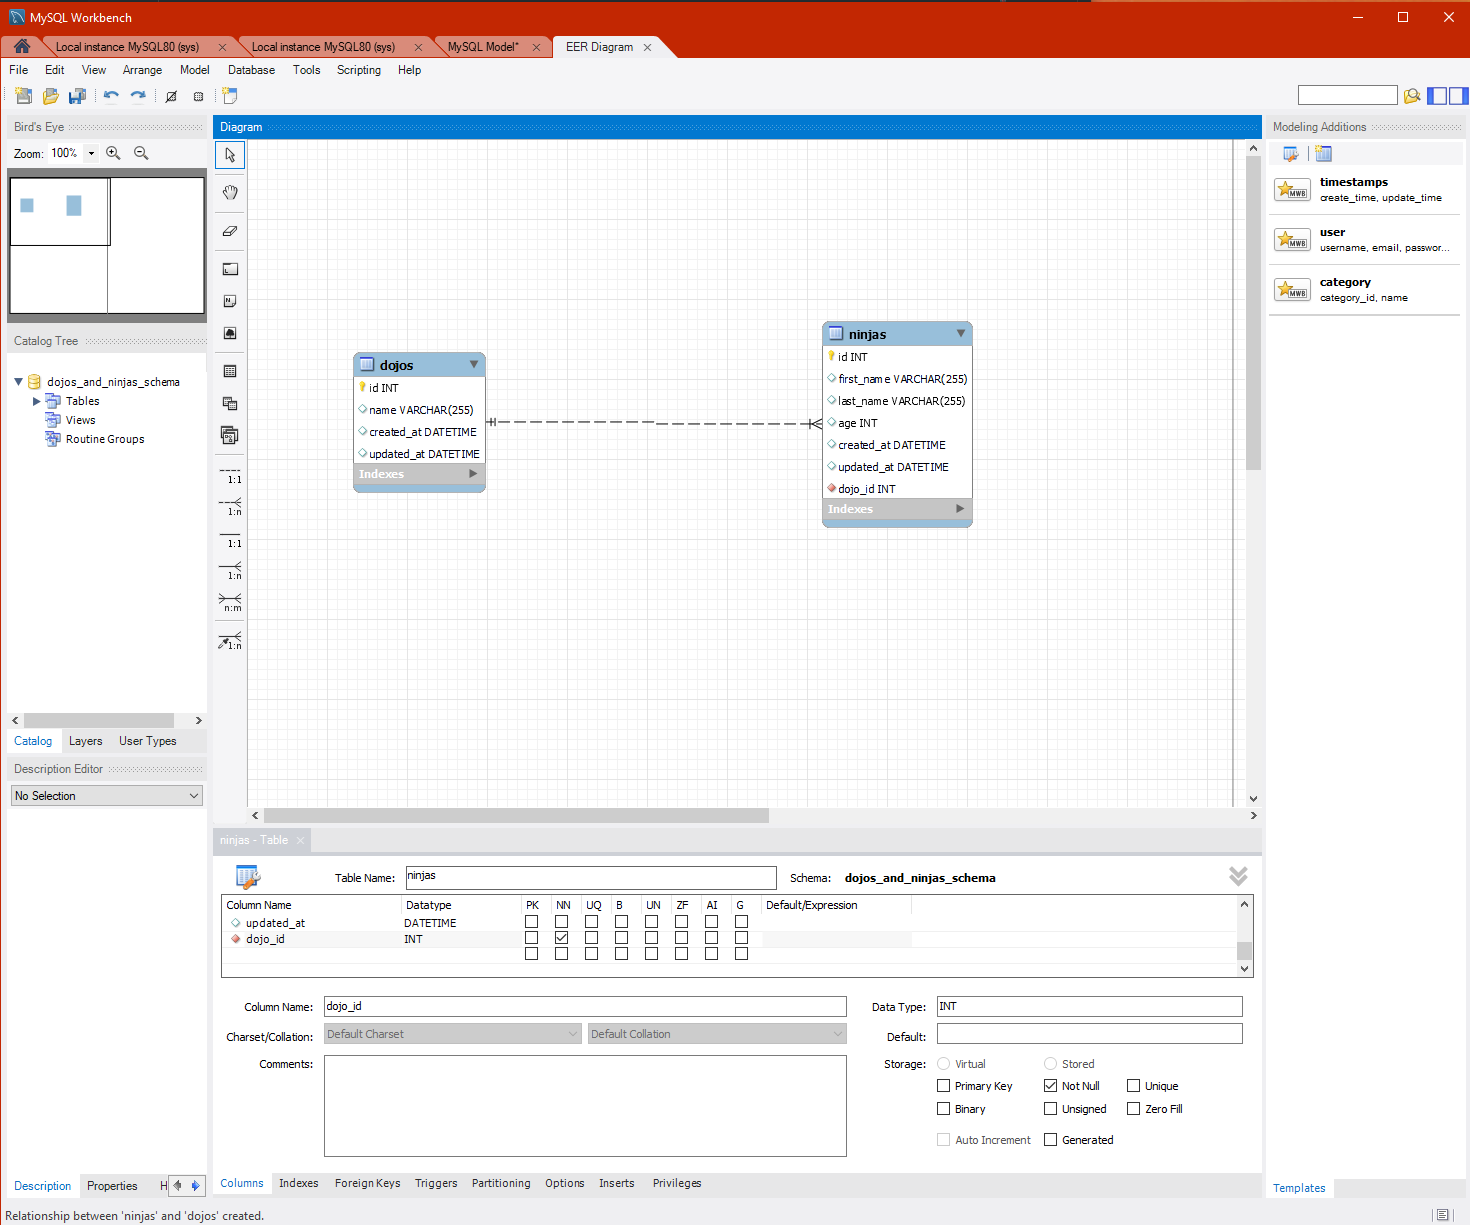 MySQL Workbench
Local instance MySQL80 (sys)
Local instance MySQL80 (sys)
MySQL Model*
EER Diagram
File Edit View Arrange Model Database Tools Scripting Help
Bird's Eye
Zoom: 100%
Catalog Tree
dojos_and_ninjas_schema
Tables
Views
Routine Groups
Catalog Layers User Types
Description Editor
No Selection
Description Properties H
Diagram
1:1
1:n
1:1
1:n
n:m
1:n
dojos
id INT
name VARCHAR(255)
created_at DATETIME
updated_at DATETIME
Indexes
ninjas
id INT
first_name VARCHAR(255)
last_name VARCHAR(255)
age INT
created_at DATETIME
updated_at DATETIME
dojo_id INT
Indexes
Modeling Additions
MWB
timestamps
create_time, update_time
MWB
user
username, email, passwor...
MWB
category
category_id, name
Templates
ninjas - Table
Table Name: ninjas Schema: dojos_and_ninjas_schema
Column Name Datatype PK NN UQ B UN ZF AI G Default/Expression
updated_at DATETIME
dojo_id INT
Column Name: dojo_id Data Type: INT
Charset/Collation: Default Charset Default Collation Default:
Comments: Storage: Virtual Stored
Primary Key Not Null Unique
Binary Unsigned Zero Fill
Auto Increment Generated
Columns Indexes Foreign Keys Triggers Partitioning Options Inserts Privileges
Relationship between 'ninjas' and 'dojos' created.